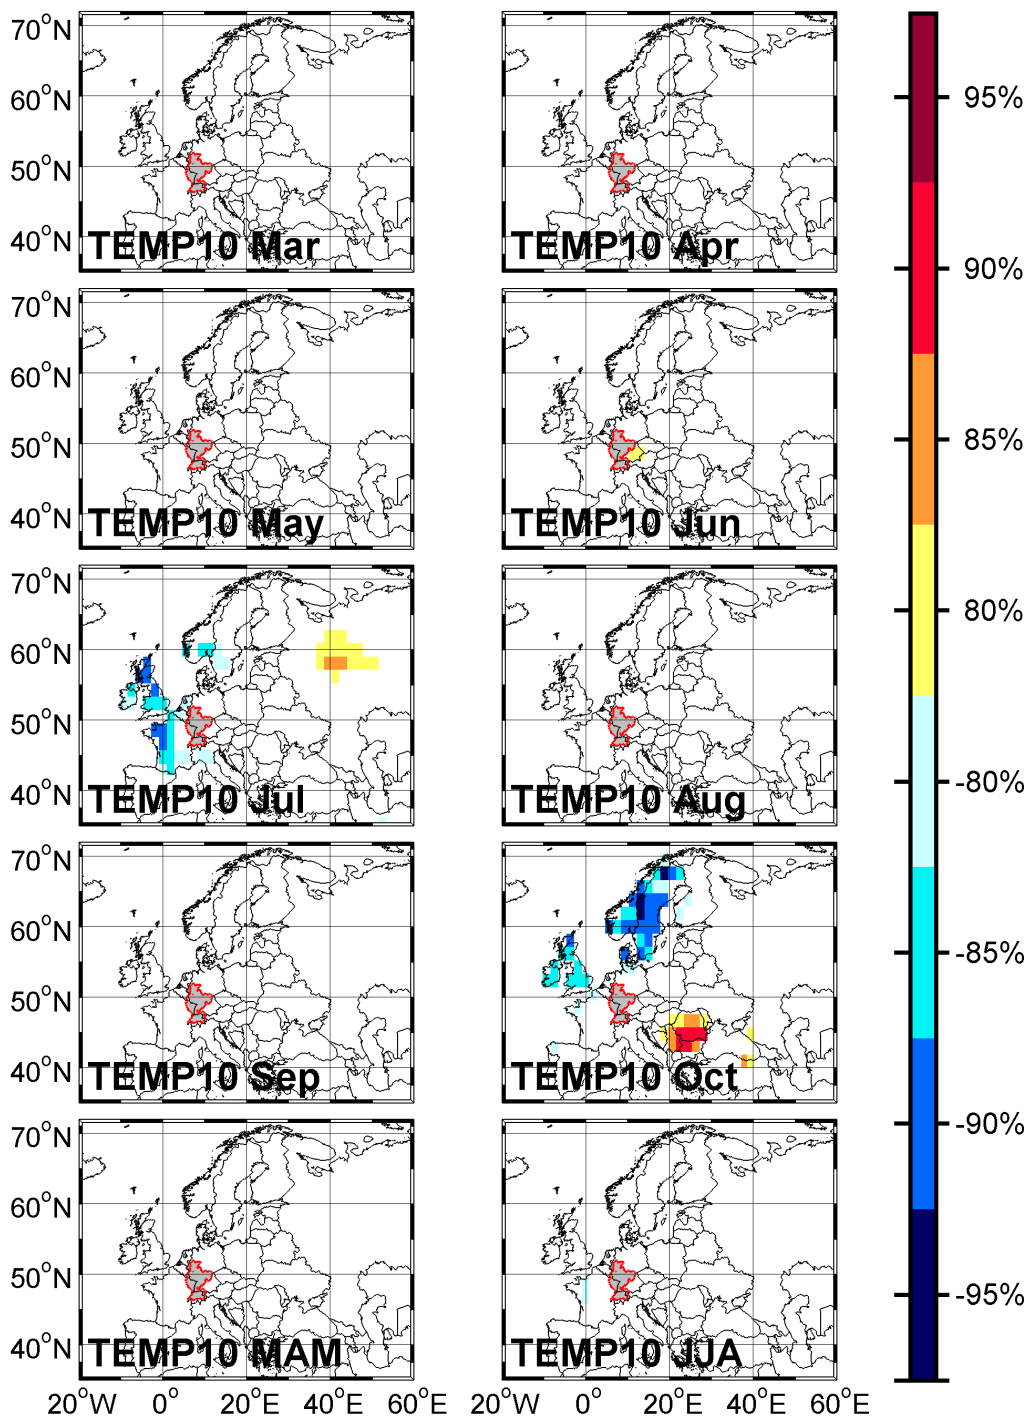 70°N
60°N
50°N
40°N
TEMP10 Mar
TEMP10 Apr
70°N
60°N
50°N
40°N
TEMP10 May
TEMP10 Jun
70°N
60°N
50°N
40°N
TEMP10 Jul
TEMP10 Aug
70°N
60°N
50°N
40°N
TEMP10 Sep
TEMP10 Oct
70°N
60°N
50°N
40°N
TEMP10 MAM
TEMP10 JJA
20°W 0° 20°E 40°E 60°E
20°W 0° 20°E 40°E 60°E
95%
90%
85%
80%
-80%
-85%
-90%
-95%